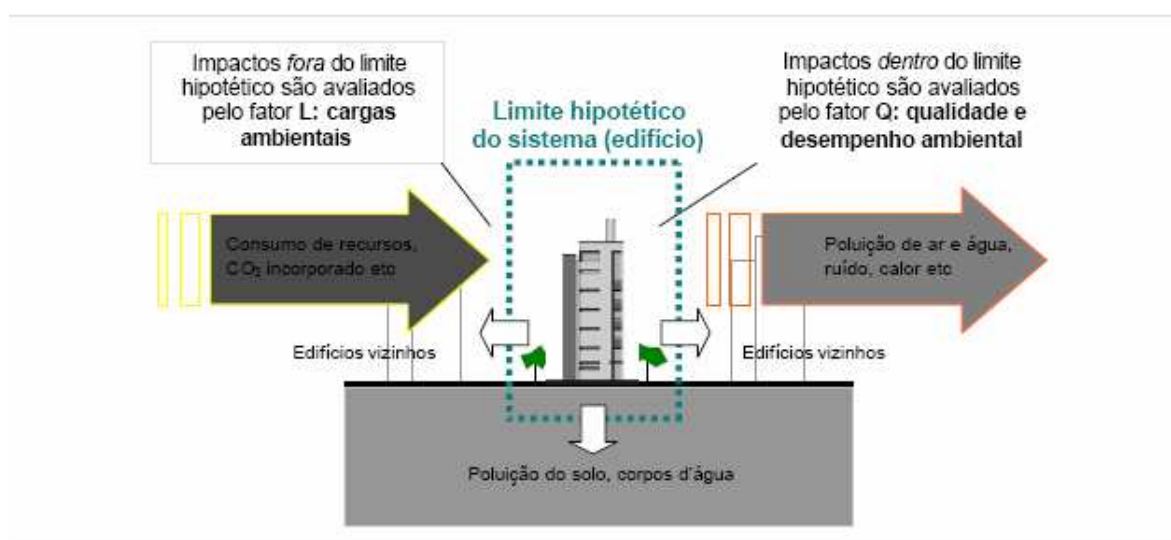 Impactos fora do limite
hipotético são avaliados
pelo fator L: cargas
ambientais
Impactos dentro do limite
hipotético são avaliados
pelo fator Q: qualidade e
desempenho ambiental
Limite hipotético
do sistema (edifício)
Consumo de recursos,
CO₂ incorporado etc
Poluição de ar e água,
ruído, calor etc
Edifícios vizinhos
Edifícios vizinhos
Poluição do solo, corpos d'água